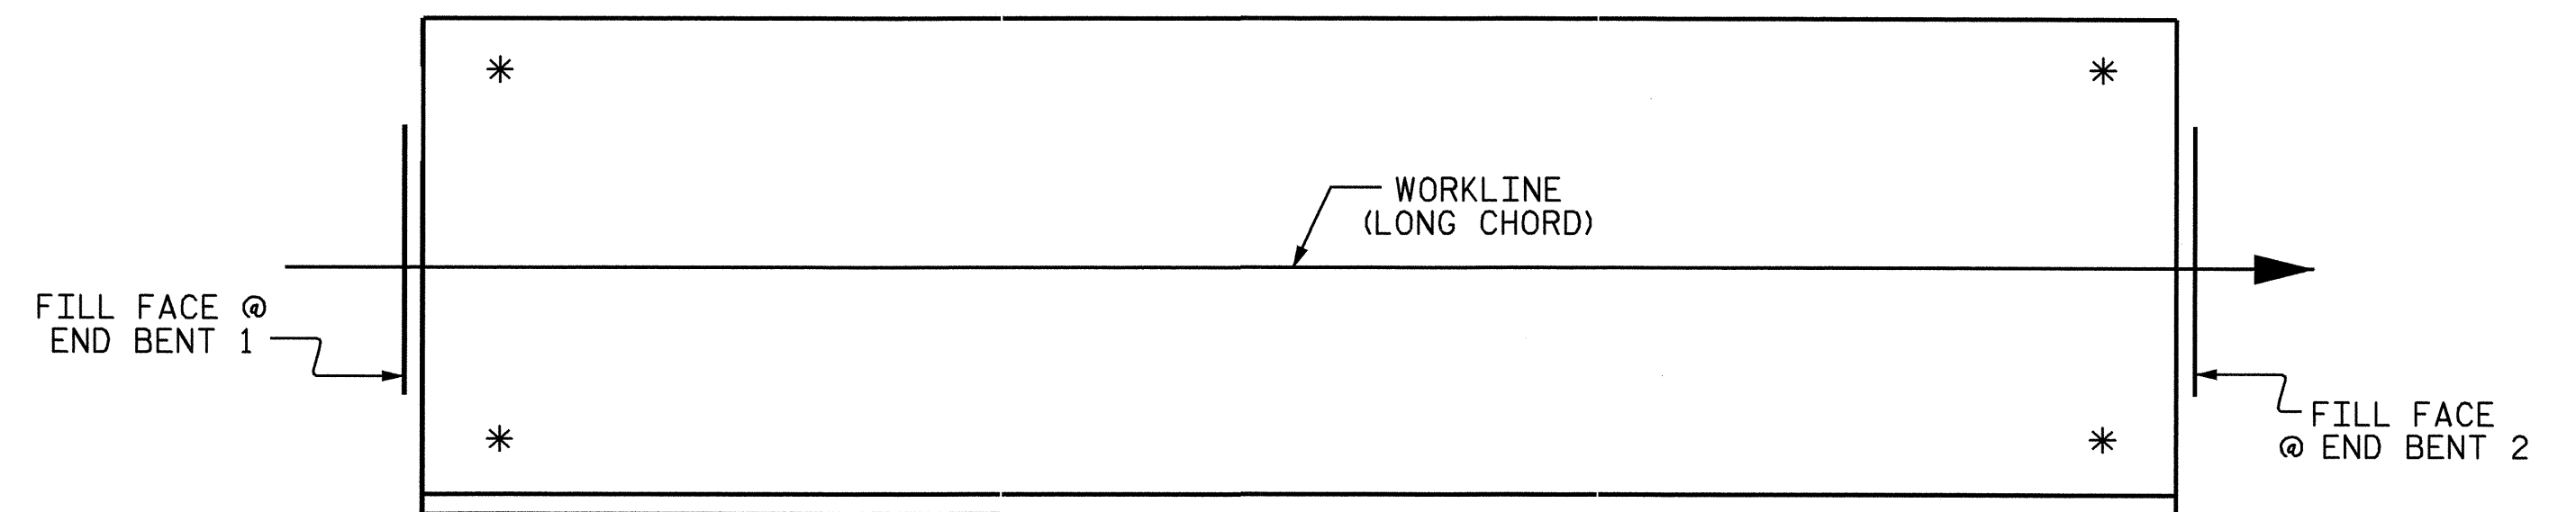 WORKLINE
(LONG CHORD)
FILL FACE @
END BENT 1
FILL FACE
@ END BENT 2